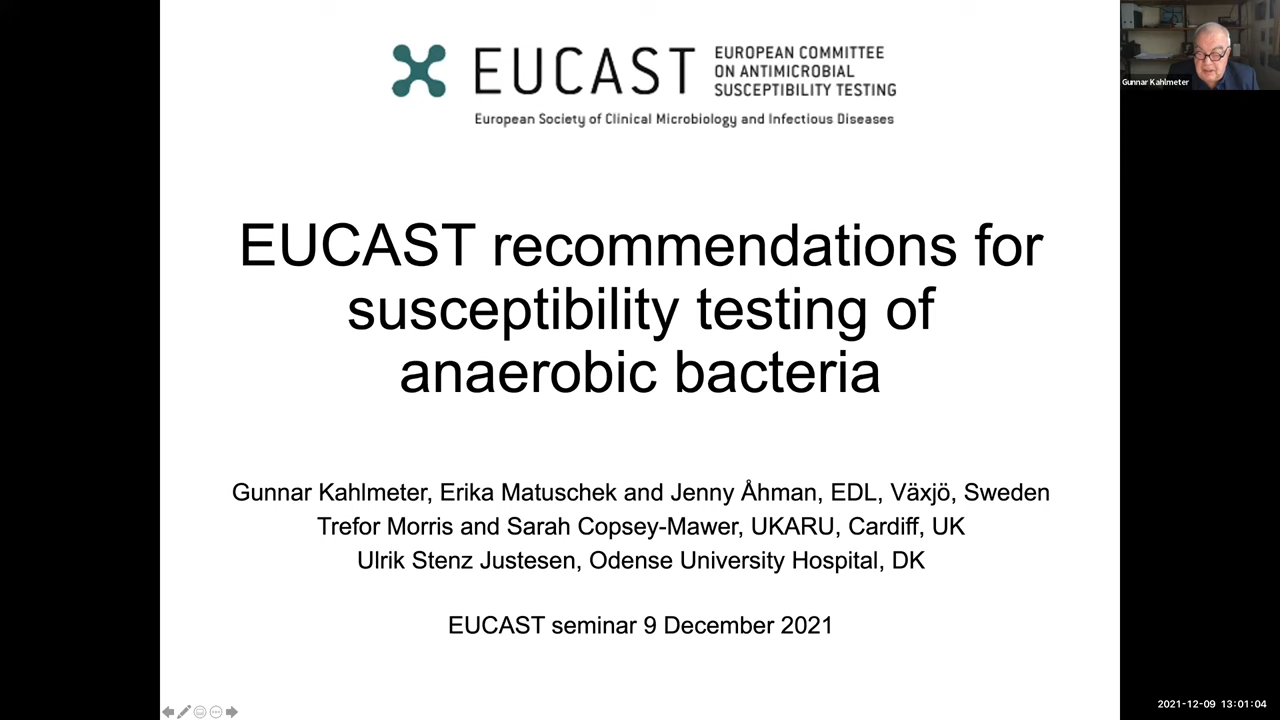 EUCAST
EUROPEAN COMMITTEE
ON ANTIMICROBIAL
SUSCEPTIBILITY TESTING
European Society of Clinical Microbiology and Infectious Diseases
Gunnar Kahlmeter
EUCAST recommendations for
susceptibility testing of
anaerobic bacteria
Gunnar Kahlmeter, Erika Matuschek and Jenny Åhman, EDL, Växjö, Sweden
Trefor Morris and Sarah Copsey-Mawer, UKARU, Cardiff, UK
Ulrik Stenz Justesen, Odense University Hospital, DK
EUCAST seminar 9 December 2021
2021-12-09 13:01:04